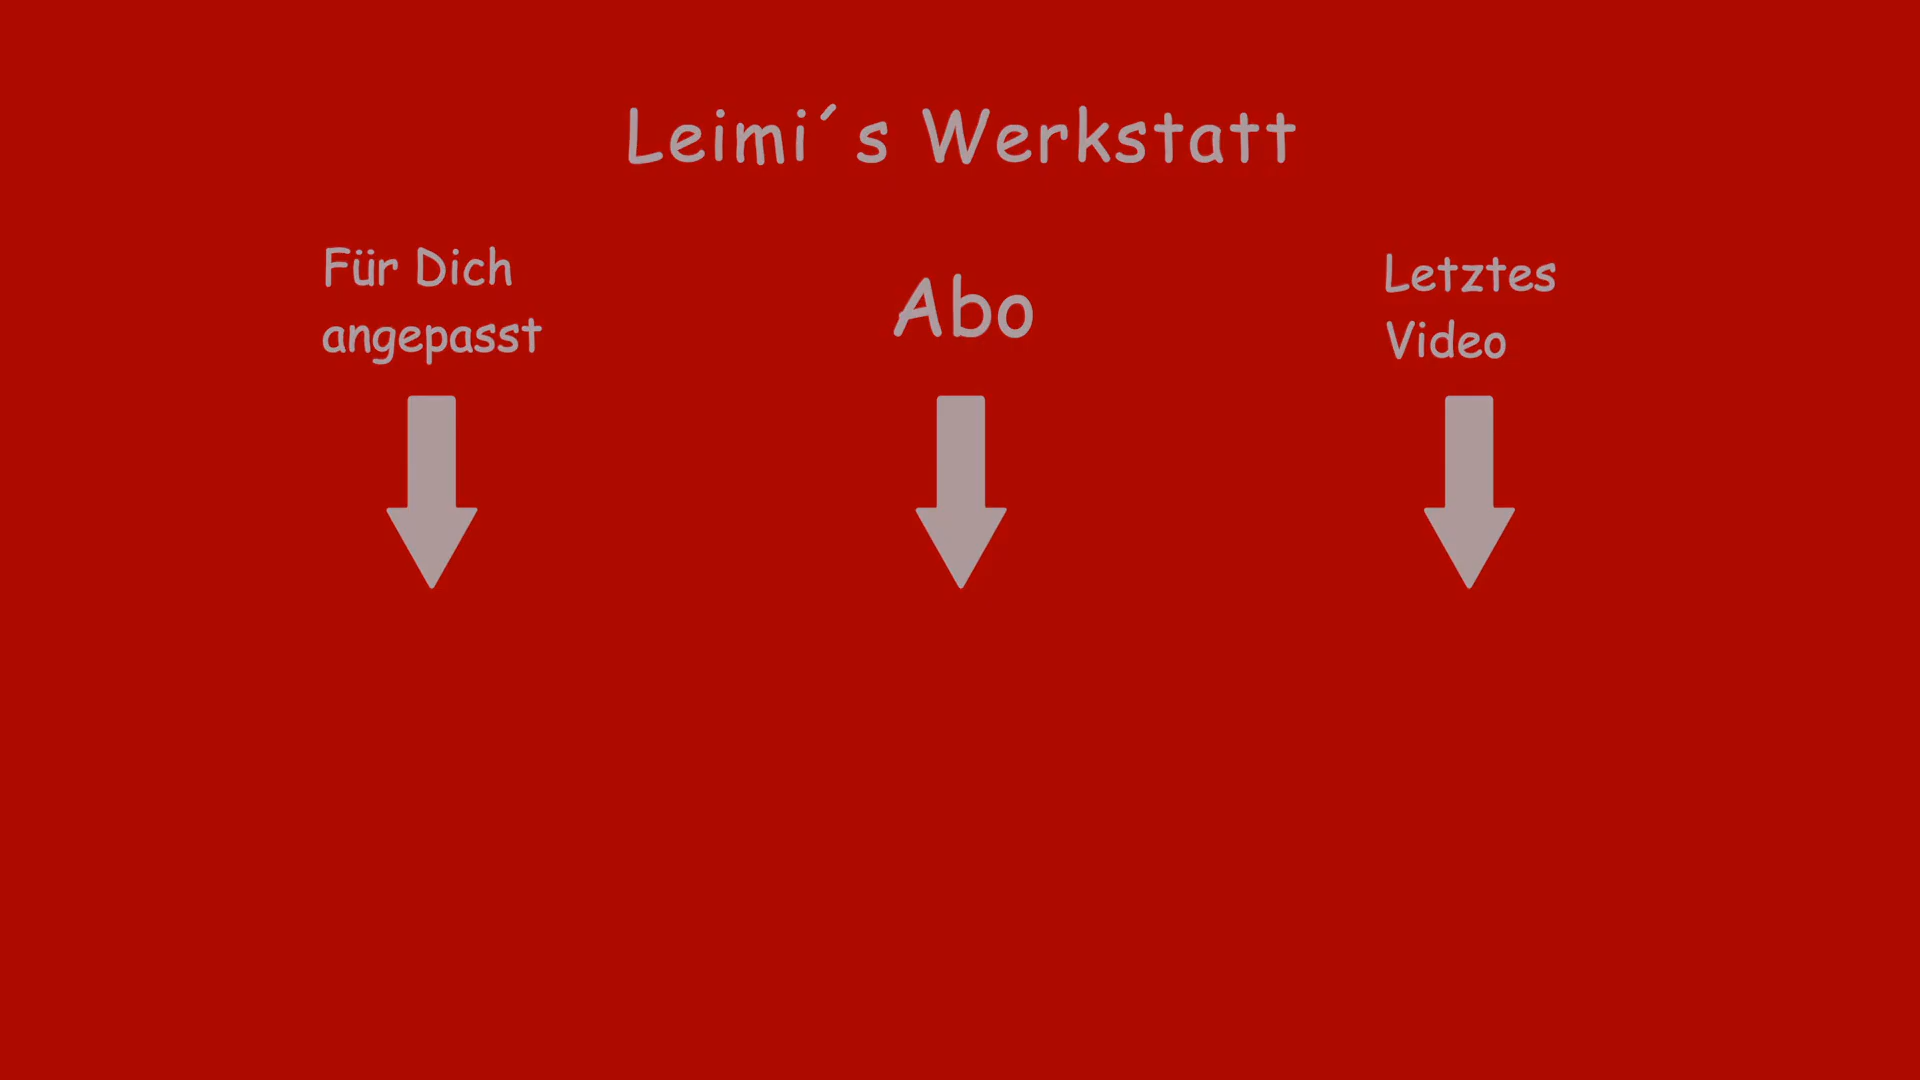 Leimi´s Werkstatt
Für Dich
angepasst
Abo
Letztes
Video